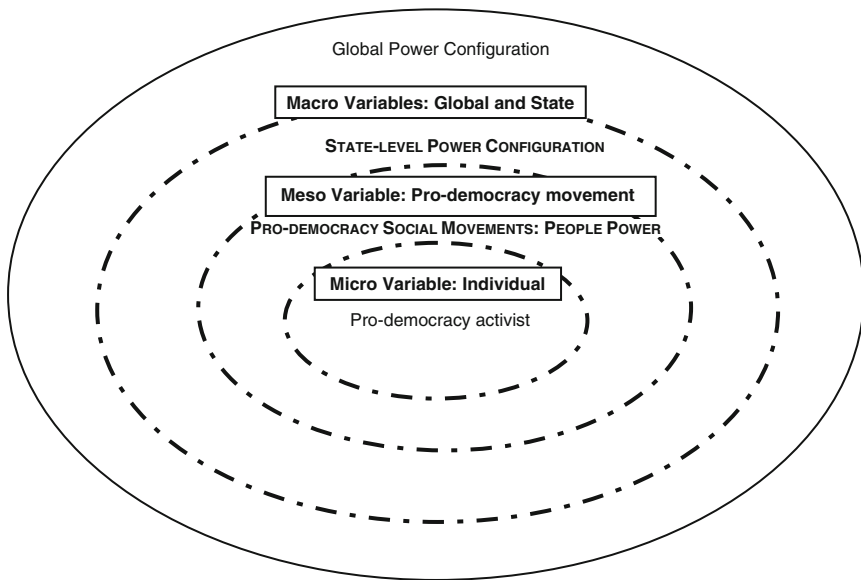 Global Power Configuration
Macro Variables: Global and State
STATE-LEVEL POWER CONFIGURATION
Meso Variable: Pro-democracy movement
PRO-DEMOCRACY SOCIAL MOVEMENTS: PEOPLE POWER
Micro Variable: Individual
Pro-democracy activist